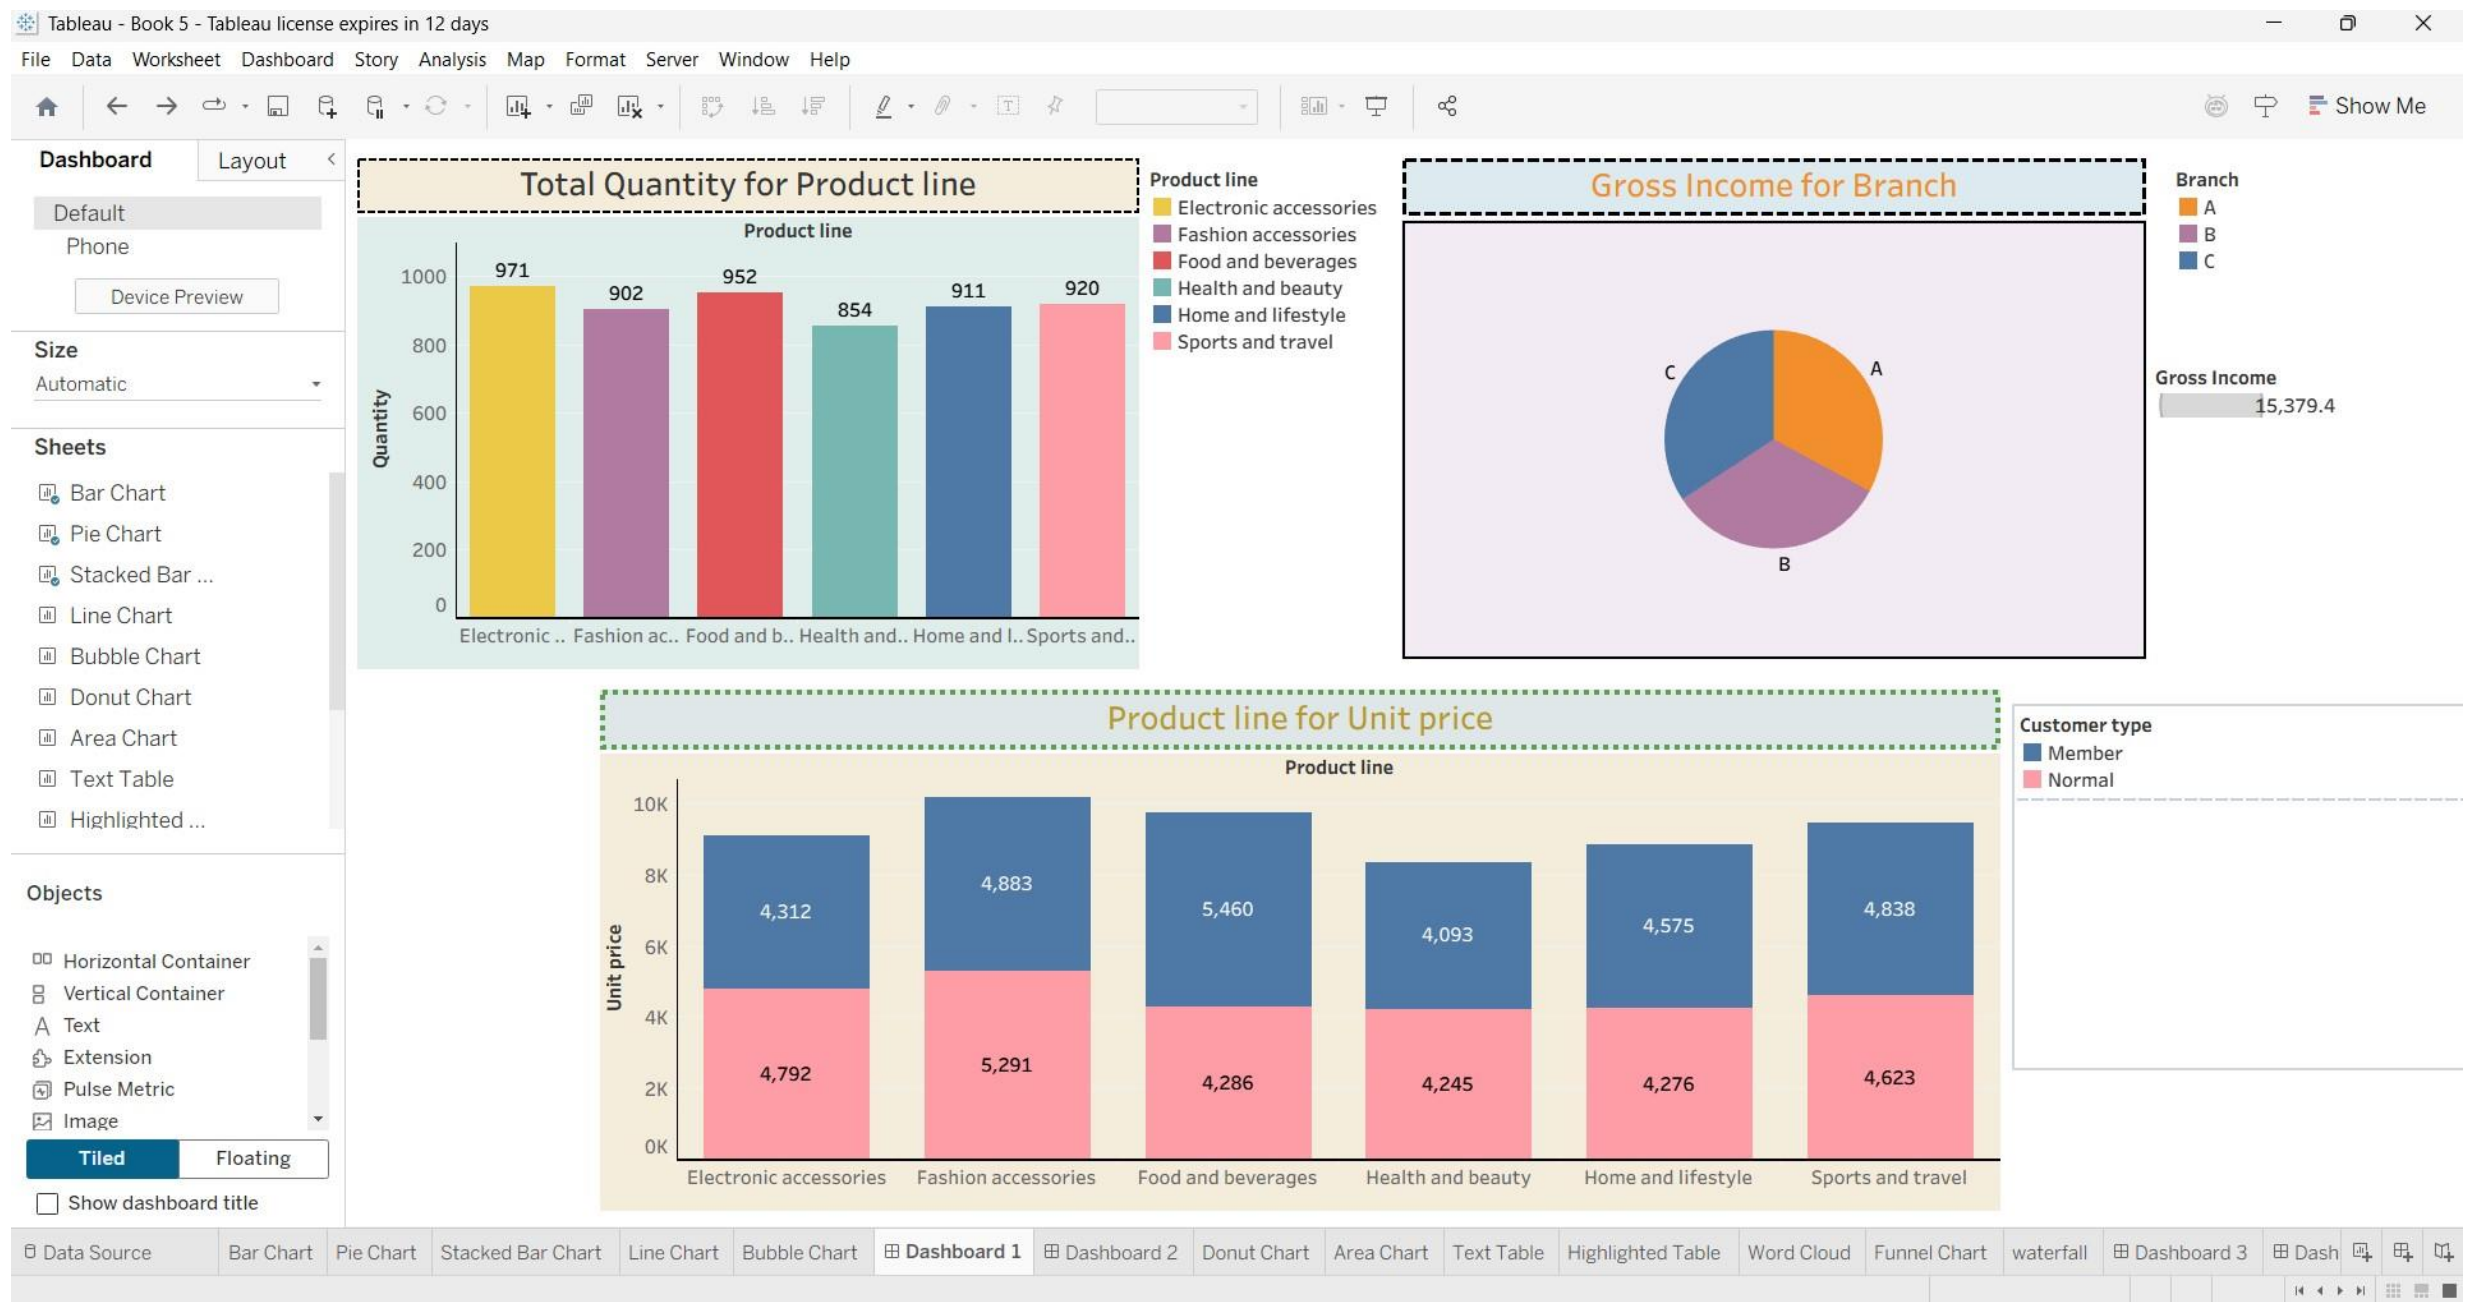 Tableau - Book 5 - Tableau license expires in 12 days
File Data Worksheet Dashboard Story Analysis Map Format Server Window Help
Show Me
Dashboard Layout
Default
Phone
Device Preview
Size
Automatic
Sheets
Bar Chart
Pie Chart
Stacked Bar ...
Line Chart
Bubble Chart
Donut Chart
Area Chart
Text Table
Highlighted ...
Objects
Horizontal Container
Vertical Container
A Text
Extension
Pulse Metric
Image
Tiled Floating
Show dashboard title
Total Quantity for Product line
Product line
Quantity
1000
800
600
400
200
0
971
902
952
854
911
920
Electronic .. Fashion ac.. Food and b.. Health and.. Home and l.. Sports and..
Product line
Electronic accessories
Fashion accessories
Food and beverages
Health and beauty
Home and lifestyle
Sports and travel
Gross Income for Branch
C
A
B
Branch
A
B
C
Gross Income
15,379.4
Product line for Unit price
Product line
Unit price
10K
8K
6K
4K
2K
0K
4,312
4,883
5,460
4,093
4,575
4,838
4,792
5,291
4,286
4,245
4,276
4,623
Electronic accessories Fashion accessories Food and beverages Health and beauty Home and lifestyle Sports and travel
Customer type
Member
Normal
Data Source Bar Chart Pie Chart Stacked Bar Chart Line Chart Bubble Chart Dashboard 1 Dashboard 2 Donut Chart Area Chart Text Table Highlighted Table Word Cloud Funnel Chart waterfall Dashboard 3 Dash